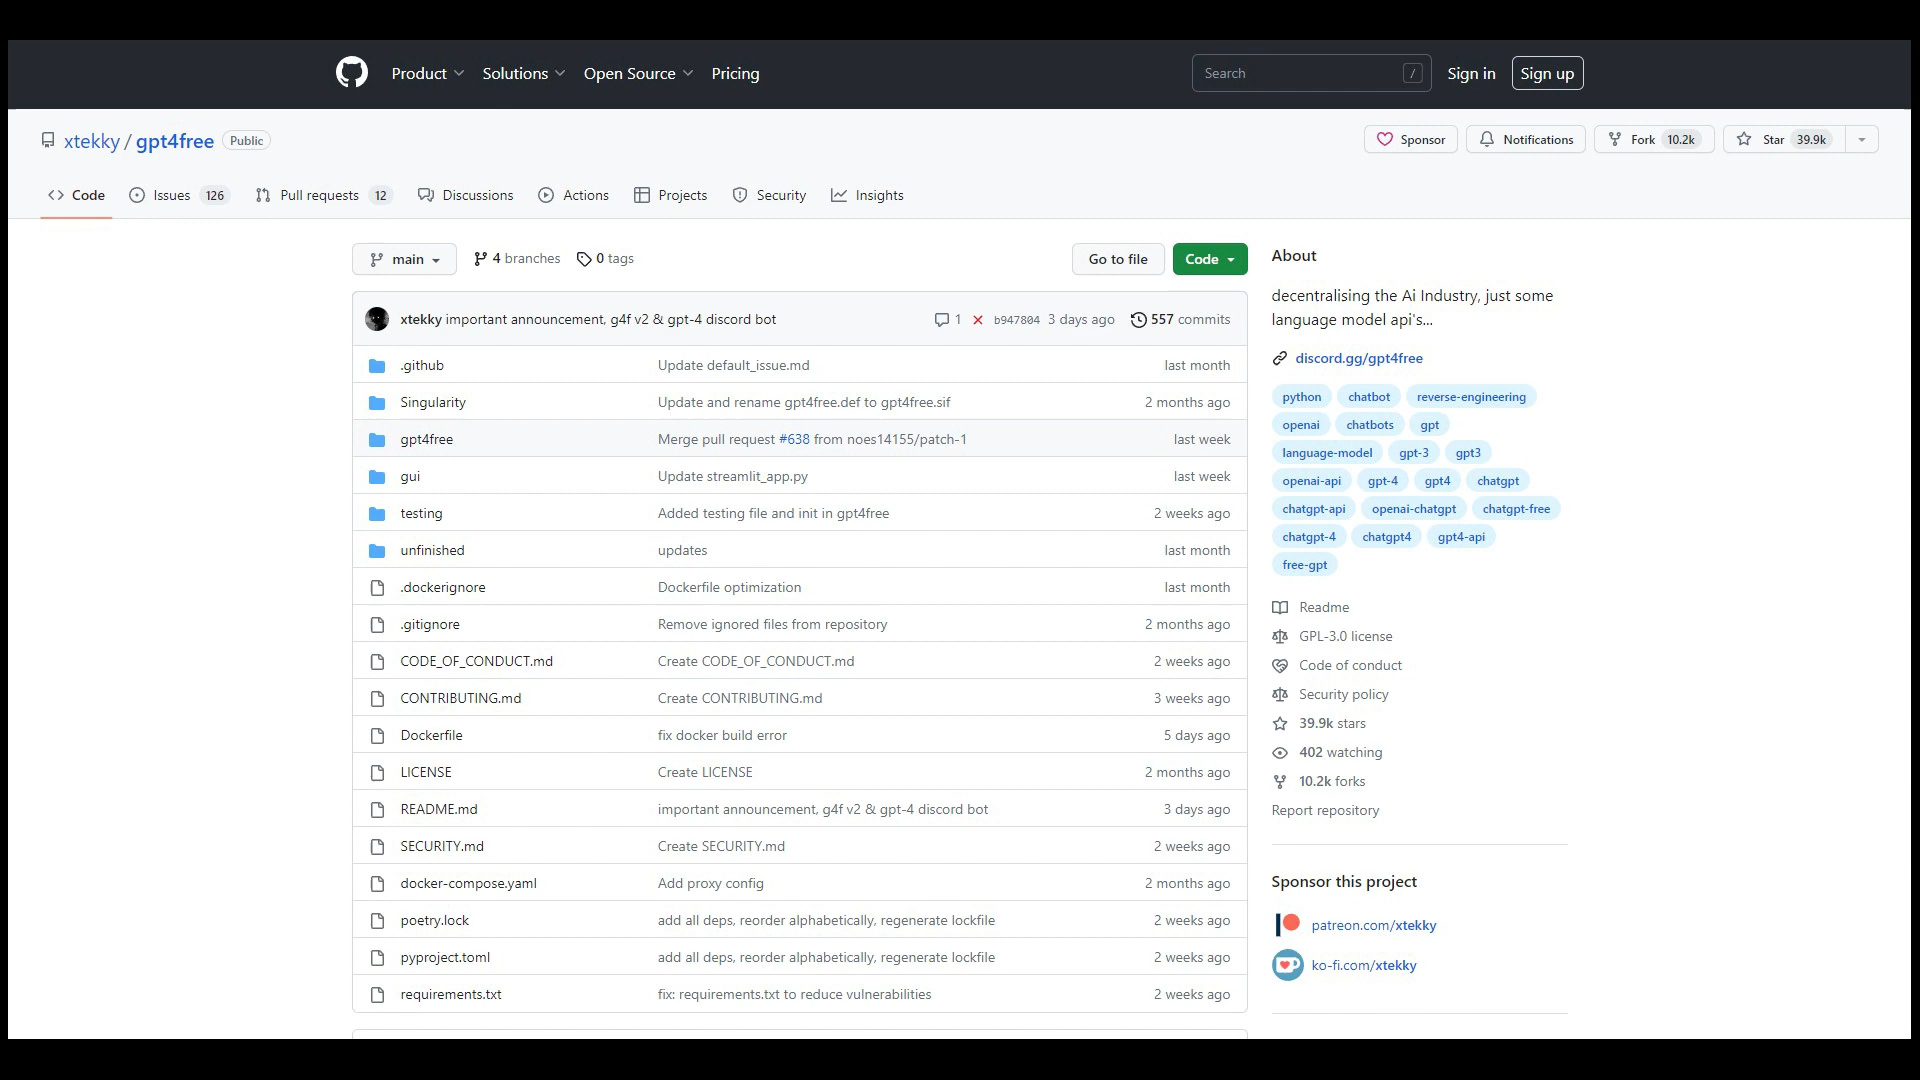 Product Solutions Open Source Pricing Search / Sign in Sign up
xtekky / gpt4free Public Sponsor Notifications Fork 10.2k Star 39.9k
Code Issues 126 Pull requests 12 Discussions Actions Projects Security Insights
main 4 branches 0 tags Go to file Code
xtekky important announcement, g4f v2 & gpt-4 discord bot 1 b947804 3 days ago 557 commits
.github Update default_issue.md last month
Singularity Update and rename gpt4free.def to gpt4free.sif 2 months ago
gpt4free Merge pull request #638 from noes14155/patch-1 last week
gui Update streamlit_app.py last week
testing Added testing file and init in gpt4free 2 weeks ago
unfinished updates last month
.dockerignore Dockerfile optimization last month
.gitignore Remove ignored files from repository 2 months ago
CODE_OF_CONDUCT.md Create CODE_OF_CONDUCT.md 2 weeks ago
CONTRIBUTING.md Create CONTRIBUTING.md 3 weeks ago
Dockerfile fix docker build error 5 days ago
LICENSE Create LICENSE 2 months ago
README.md important announcement, g4f v2 & gpt-4 discord bot 3 days ago
SECURITY.md Create SECURITY.md 2 weeks ago
docker-compose.yaml Add proxy config 2 months ago
poetry.lock add all deps, reorder alphabetically, regenerate lockfile 2 weeks ago
pyproject.toml add all deps, reorder alphabetically, regenerate lockfile 2 weeks ago
requirements.txt fix: requirements.txt to reduce vulnerabilities 2 weeks ago
About
decentralising the Ai Industry, just some
language model api's...
discord.gg/gpt4free
python chatbot reverse-engineering
openai chatbots gpt
language-model gpt-3 gpt3
openai-api gpt-4 gpt4 chatgpt
chatgpt-api openai-chatgpt chatgpt-free
chatgpt-4 chatgpt4 gpt4-api
free-gpt
Readme
GPL-3.0 license
Code of conduct
Security policy
39.9k stars
402 watching
10.2k forks
Report repository
Sponsor this project
patreon.com/xtekky
ko-fi.com/xtekky